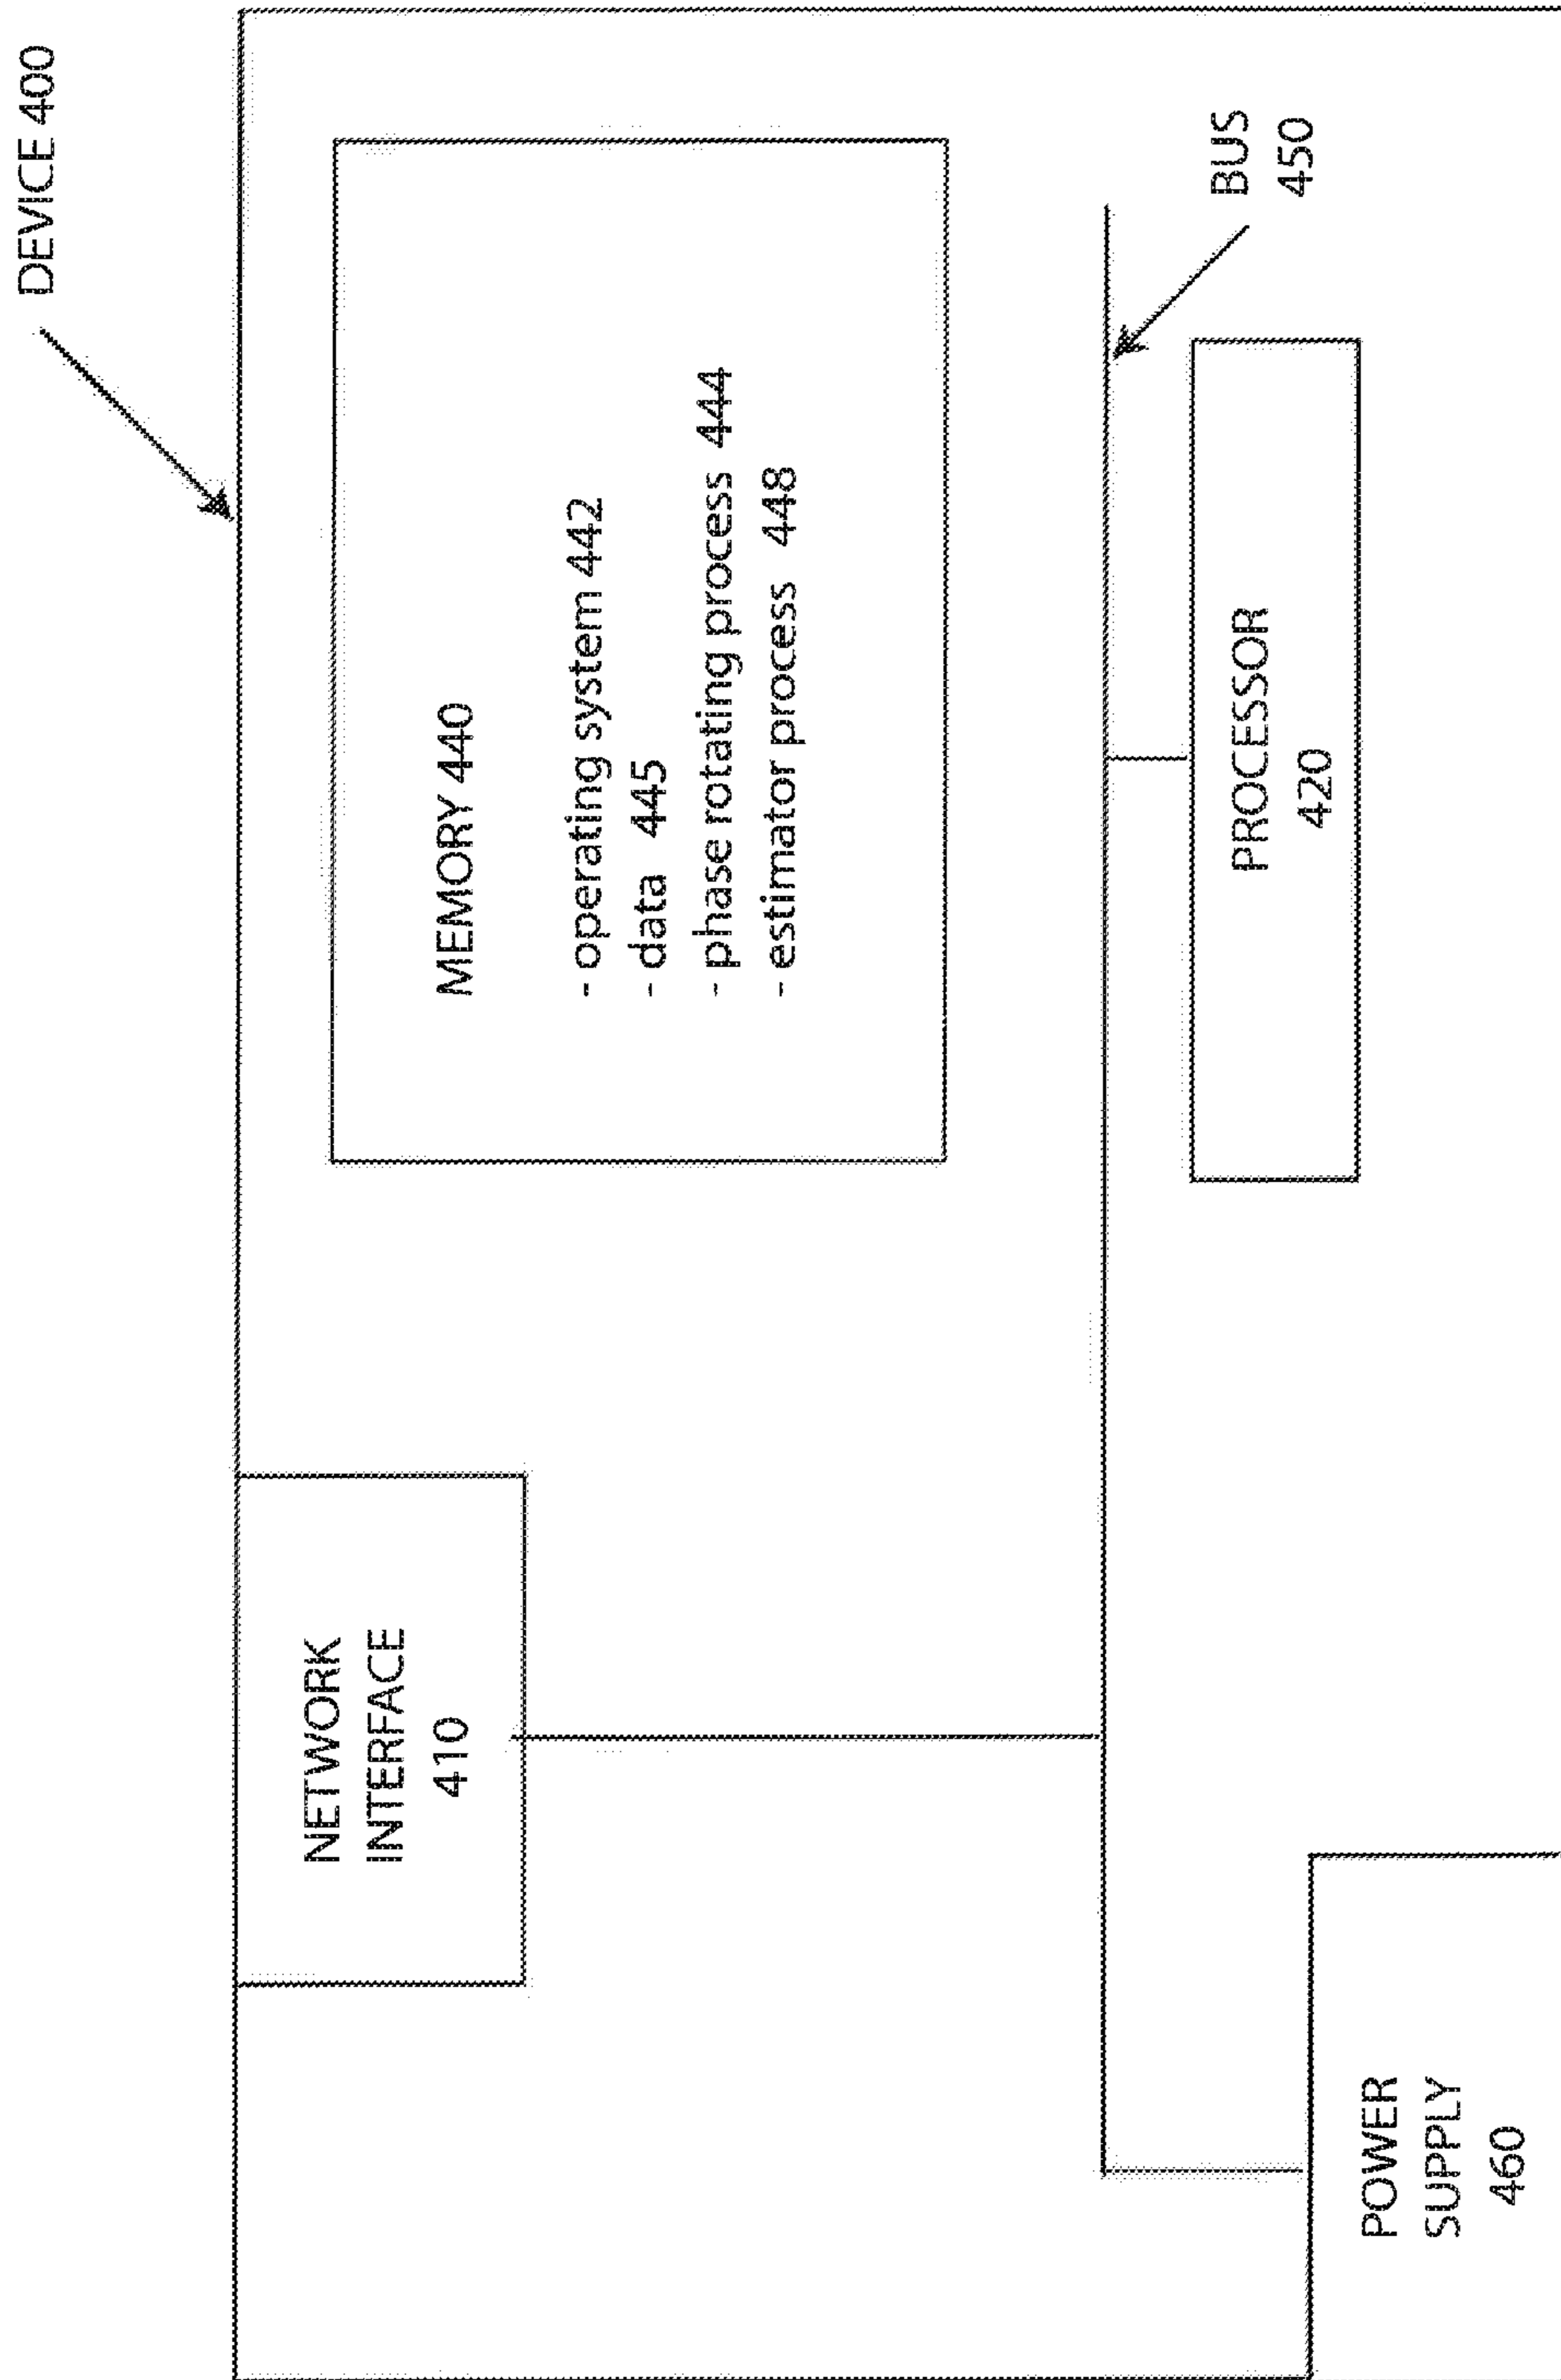 DEVICE 400
NETWORK
INTERFACE
410
MEMORY 440
- operating system 442
- data 445
- phase rotating process 444
- estimator process 448
BUS
450
PROCESSOR
420
POWER
SUPPLY
460